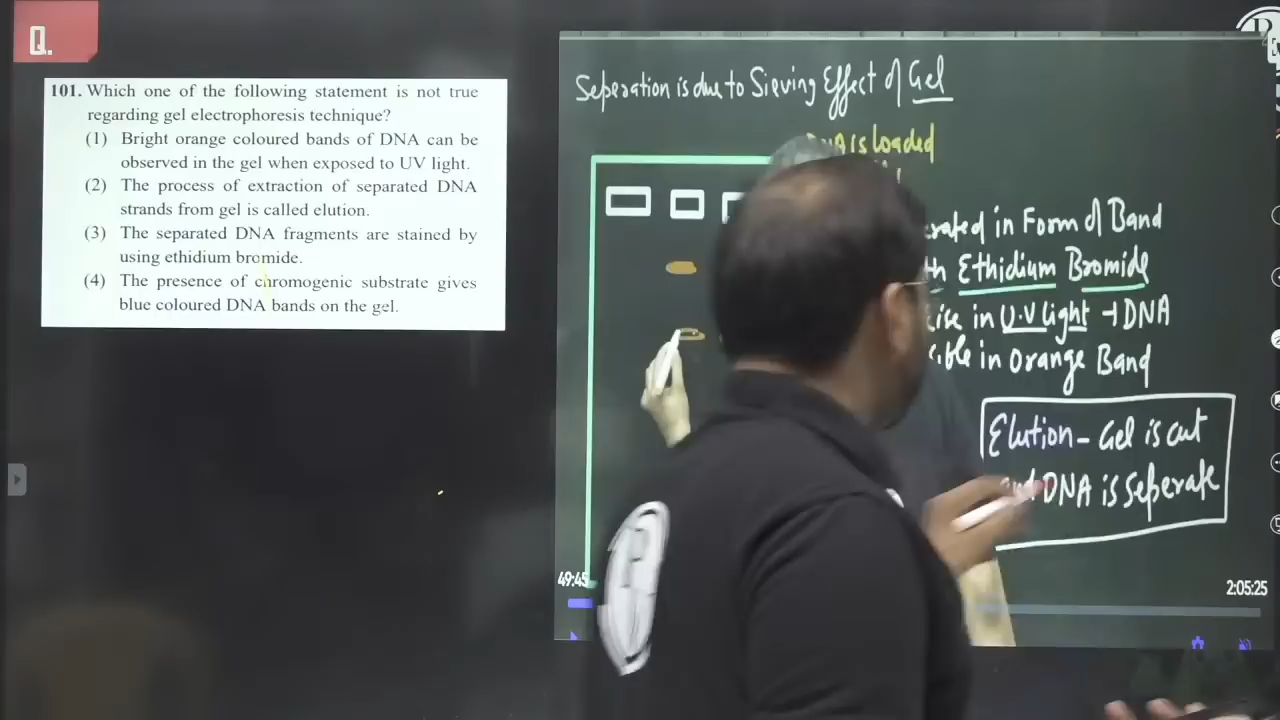 Q.
101. Which one of the following statement is not true
regarding gel electrophoresis technique?
(1) Bright orange coloured bands of DNA can be
observed in the gel when exposed to UV light.
(2) The process of extraction of separated DNA
strands from gel is called elution.
(3) The separated DNA fragments are stained by
using ethidium bromide.
(4) The presence of chromogenic substrate gives
blue coloured DNA bands on the gel.
Seperation is due to Sieving Effect of Gel
is loaded
in Form of Band
Ethidium Bromide
in U.V light → DNA
in Orange Band
Elution - Gel is cut
DNA is seperate
49:45
2:05:25